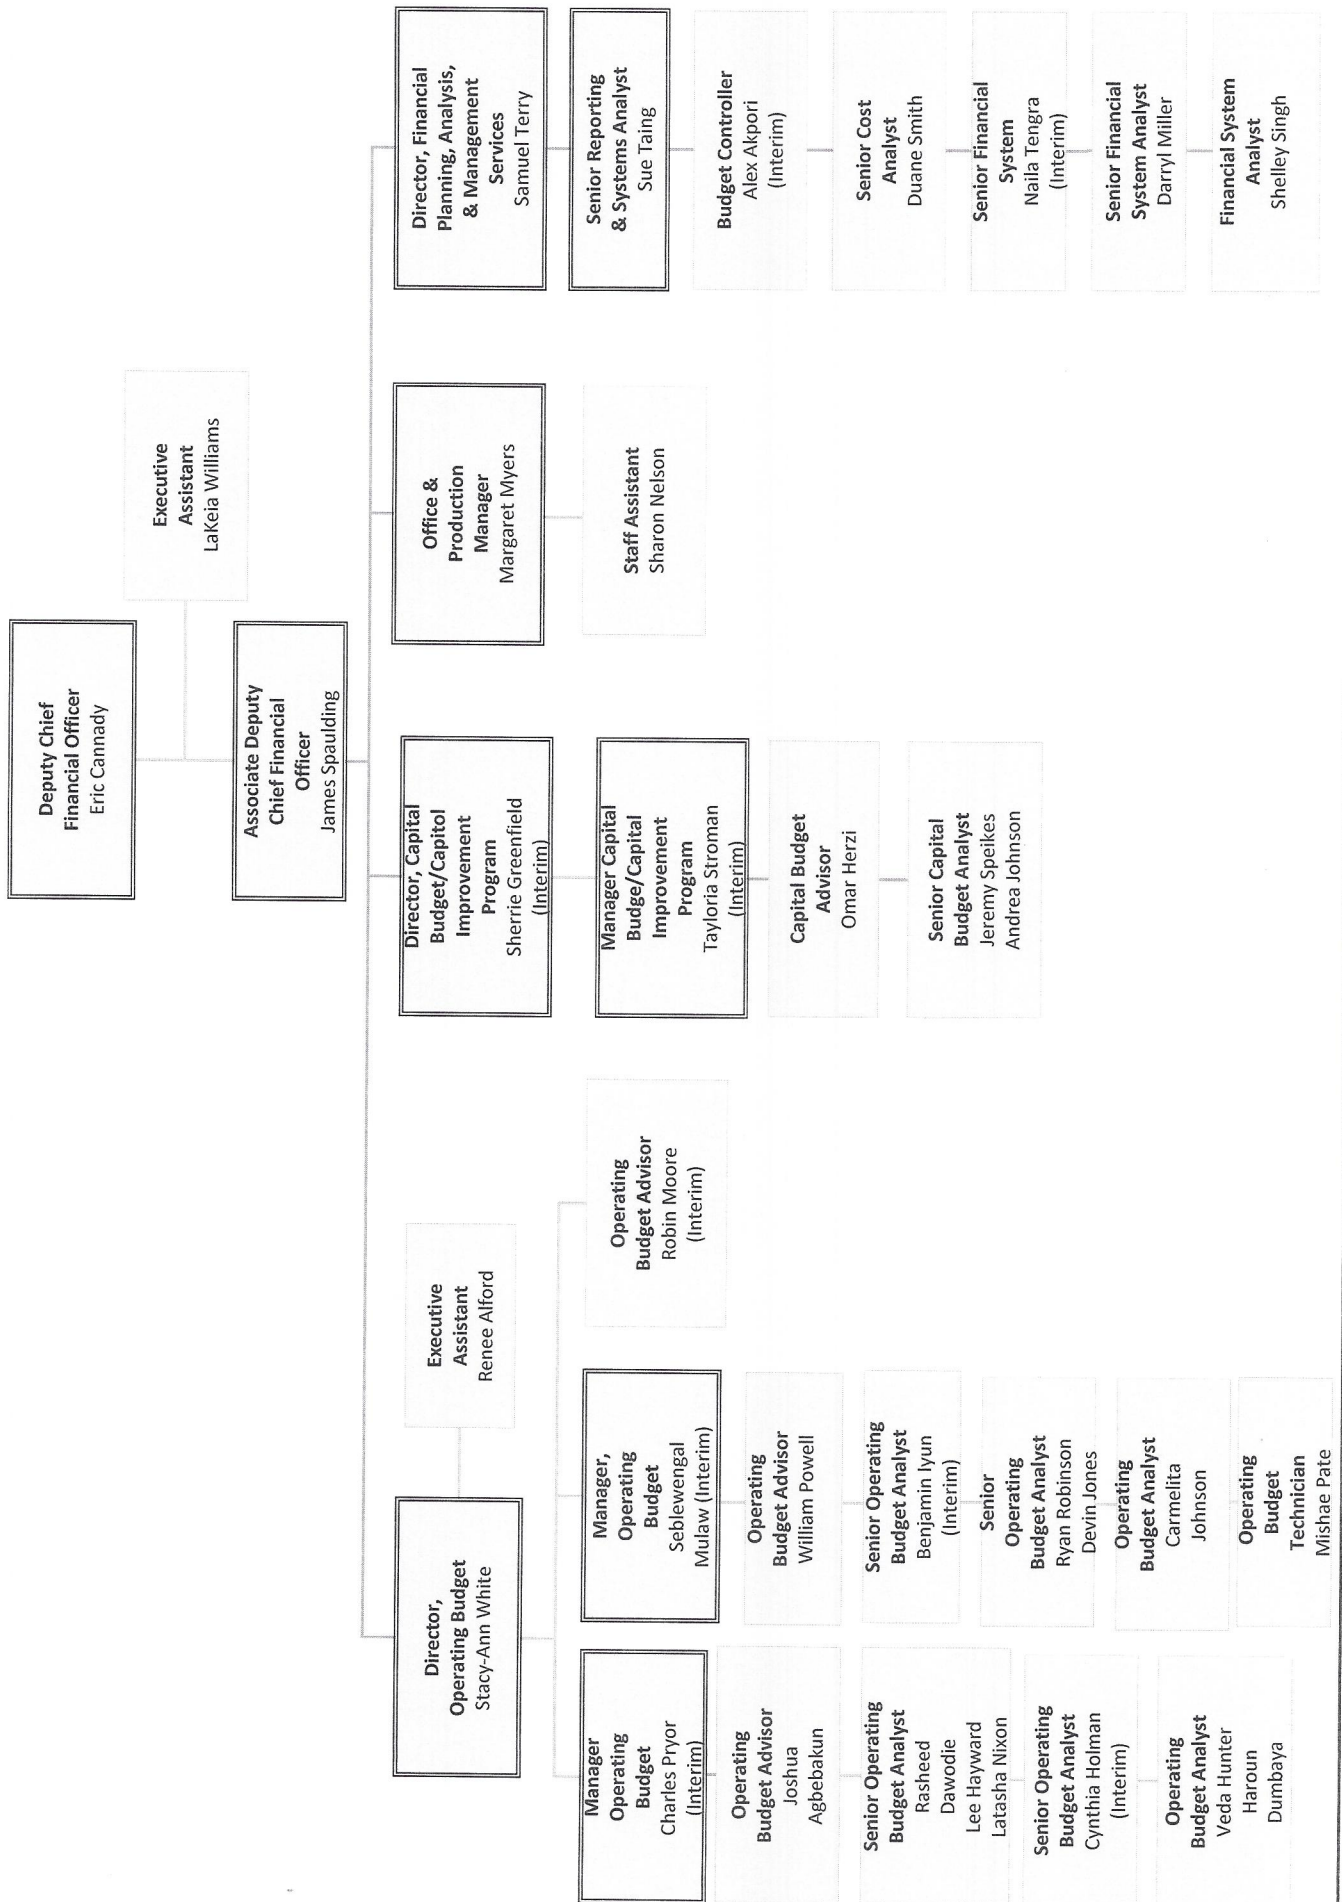 Deputy Chief
Financial Officer
Eric Cannady
Executive
Assistant
LaKeia Williams
Associate Deputy
Chief Financial
Officer
James Spaulding
Director,
Operating Budget
Stacy-Ann White
Executive
Assistant
Renee Alford
Manager
Operating
Budget
Charles Pryor
(Interim)
Operating
Budget Advisor
Joshua
Agbebakun
Senior Operating
Budget Analyst
Rasheed
Dawodie
Lee Hayward
Latasha Nixon
Senior Operating
Budget Analyst
Cynthia Holman
(Interim)
Operating
Budget Analyst
Veda Hunter
Haroun
Dumbaya
Manager,
Operating
Budget
Seblewengal
Mulaw (Interim)
Operating
Budget Advisor
William Powell
Senior Operating
Budget Analyst
Benjamin Iyun
(Interim)
Senior
Operating
Budget Analyst
Ryan Robinson
Devin Jones
Operating
Budget Analyst
Carmelita
Johnson
Operating
Budget
Technician
Mishae Pate
Operating
Budget Advisor
Robin Moore
(Interim)
Director, Capital
Budget/Capitol
Improvement
Program
Sherrie Greenfield
(Interim)
Manager Capital
Budge/Capital
Improvement
Program
Tayloria Stroman
(Interim)
Capital Budget
Advisor
Omar Herzi
Senior Capital
Budget Analyst
Jeremy Speikes
Andrea Johnson
Office &
Production
Manager
Margaret Myers
Staff Assistant
Sharon Nelson
Director, Financial
Planning, Analysis,
& Management
Services
Samuel Terry
Senior Reporting
& Systems Analyst
Sue Taing
Budget Controller
Alex Akpori
(Interim)
Senior Cost
Analyst
Duane Smith
Senior Financial
System
Naila Tengra
(Interim)
Senior Financial
System Analyst
Darryl Miller
Financial System
Analyst
Shelley Singh